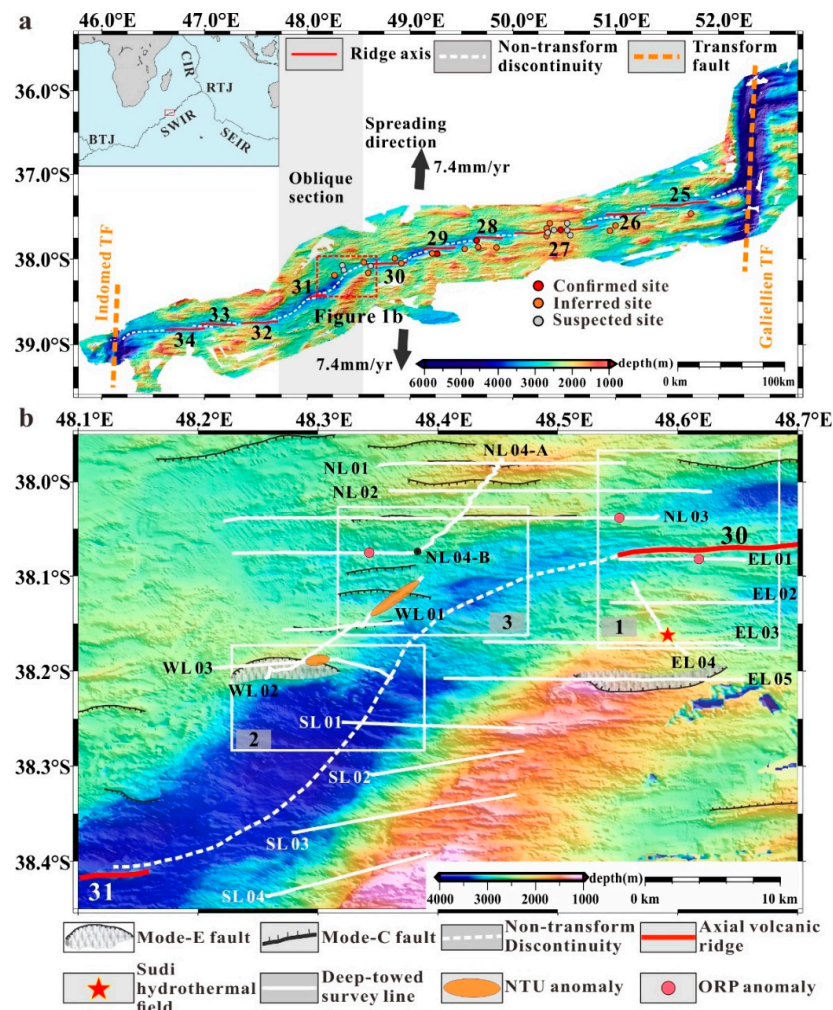 a
46.0°E 47.0°E 48.0°E 49.0°E 50.0°E 51.0°E 52.0°E
Ridge axis
Non-transform
discontinuity
Transform
fault
CIR
RTJ
BTJ
SWIR
SEIR
36.0°S
37.0°S
38.0°S
39.0°S
Spreading
direction
7.4mm/yr
Oblique
section
Indomed TF
Galiellien TF
25
26
27
28
29
30
31
32
33
34
Figure 1b
7.4mm/yr
Confirmed site
Inferred site
Suspected site
6000 5000 4000 3000 2000 1000
depth(m)
0 km 100km
b
48.1°E 48.2°E 48.3°E 48.4°E 48.5°E 48.6°E 48.7°E
38.0°S
38.1°S
38.2°S
38.3°S
38.4°S
NL 04-A
NL 01
NL 02
NL 03
30
NL 04-B
EL 01
EL 02
WL 01
3
1
EL 03
WL 03
EL 04
WL 02
EL 05
SL 01
2
SL 02
SL 03
SL 04
31
4000 3000 2000 1000
depth(m)
0 km 10 km
Mode-E fault
Mode-C fault
Non-transform
Discontinuity
Axial volcanic
ridge
Sudi
hydrothermal
field
Deep-towed
survey line
NTU anomaly
ORP anomaly